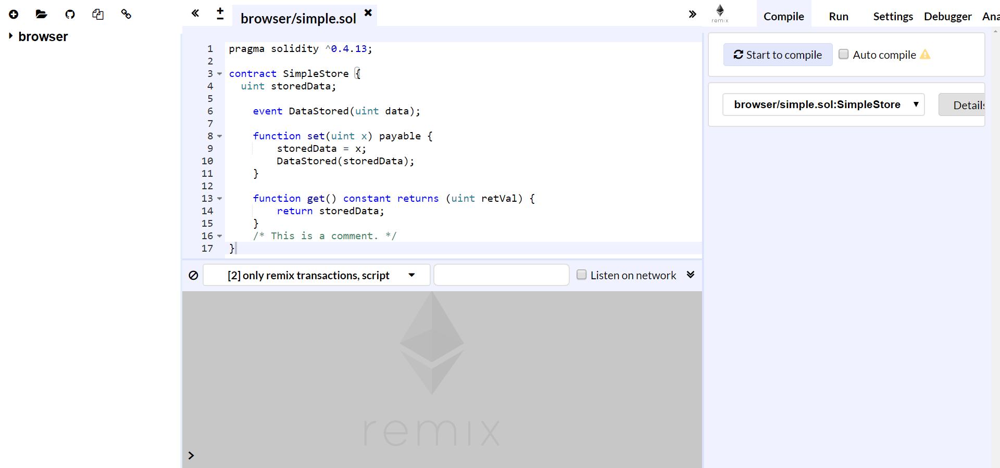 browser
browser/simple.sol
remix
Compile Run Settings Debugger Ana
1 pragma solidity ^0.4.13;
2
3 contract SimpleStore {
4 uint storedData;
5
6 event DataStored(uint data);
7
8 function set(uint x) payable {
9 storedData = x;
10 DataStored(storedData);
11 }
12
13 function get() constant returns (uint retVal) {
14 return storedData;
15 }
16 /* This is a comment. */
17 }
Start to compile Auto compile
browser/simple.sol:SimpleStore Details
[2] only remix transactions, script
Listen on network
remix
>